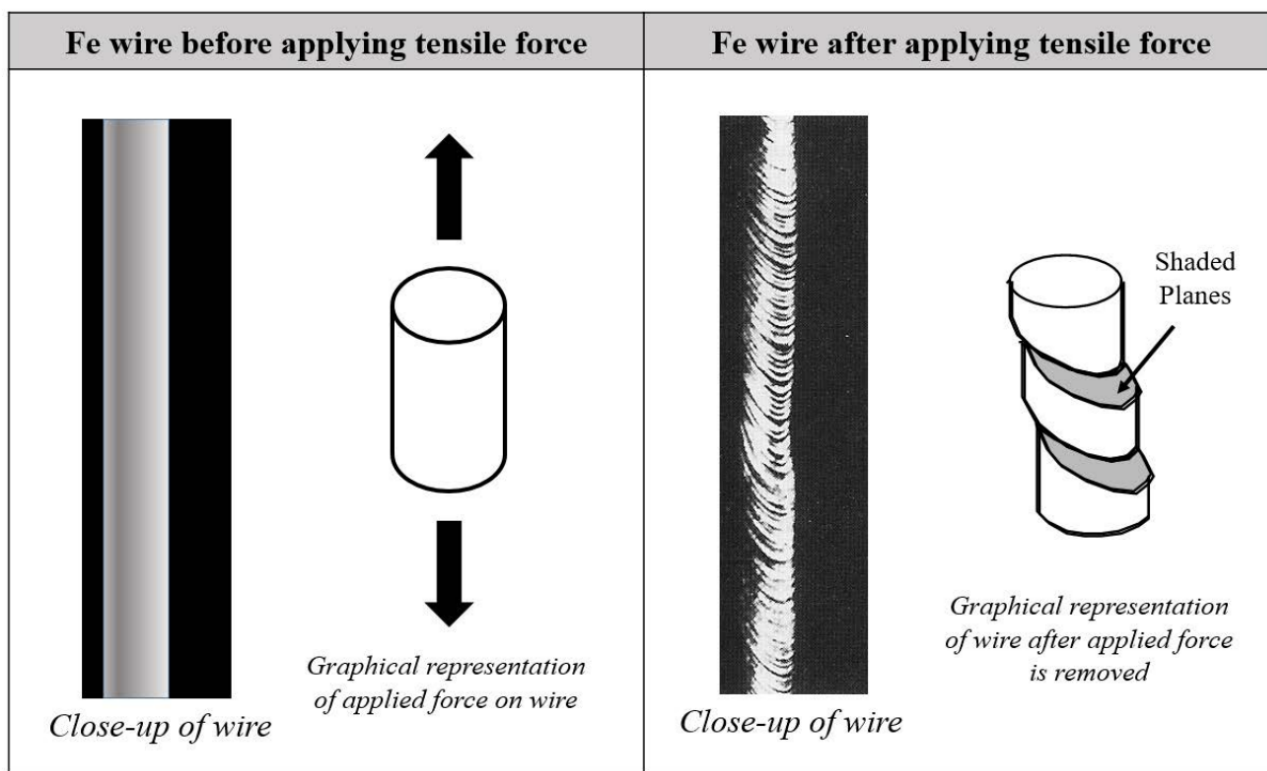 Fe wire before applying tensile force
Fe wire after applying tensile force
Close-up of wire
Graphical representation
of applied force on wire
Close-up of wire
Shaded
Planes
Graphical representation
of wire after applied force
is removed